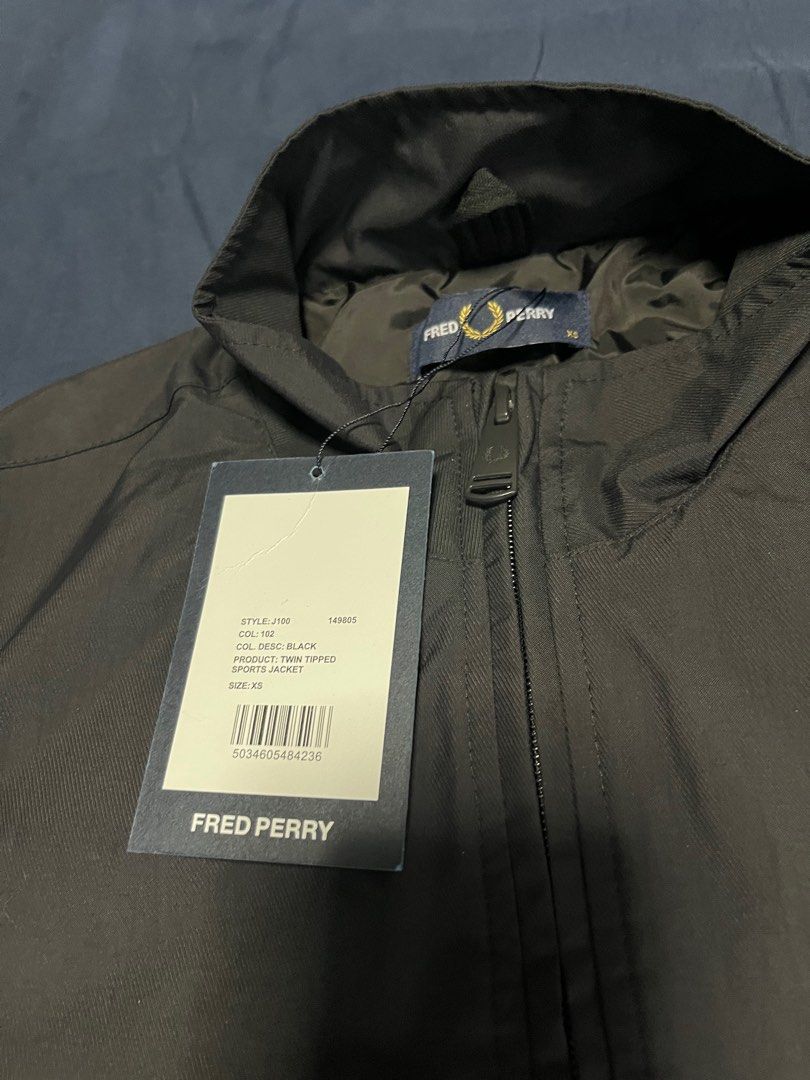 FRED PERRY
XS
STYLE: J100 149805
COL: 102
COL. DESC: BLACK
PRODUCT: TWIN TIPPED
SPORTS JACKET
SIZE: XS
5034605484236
FRED PERRY